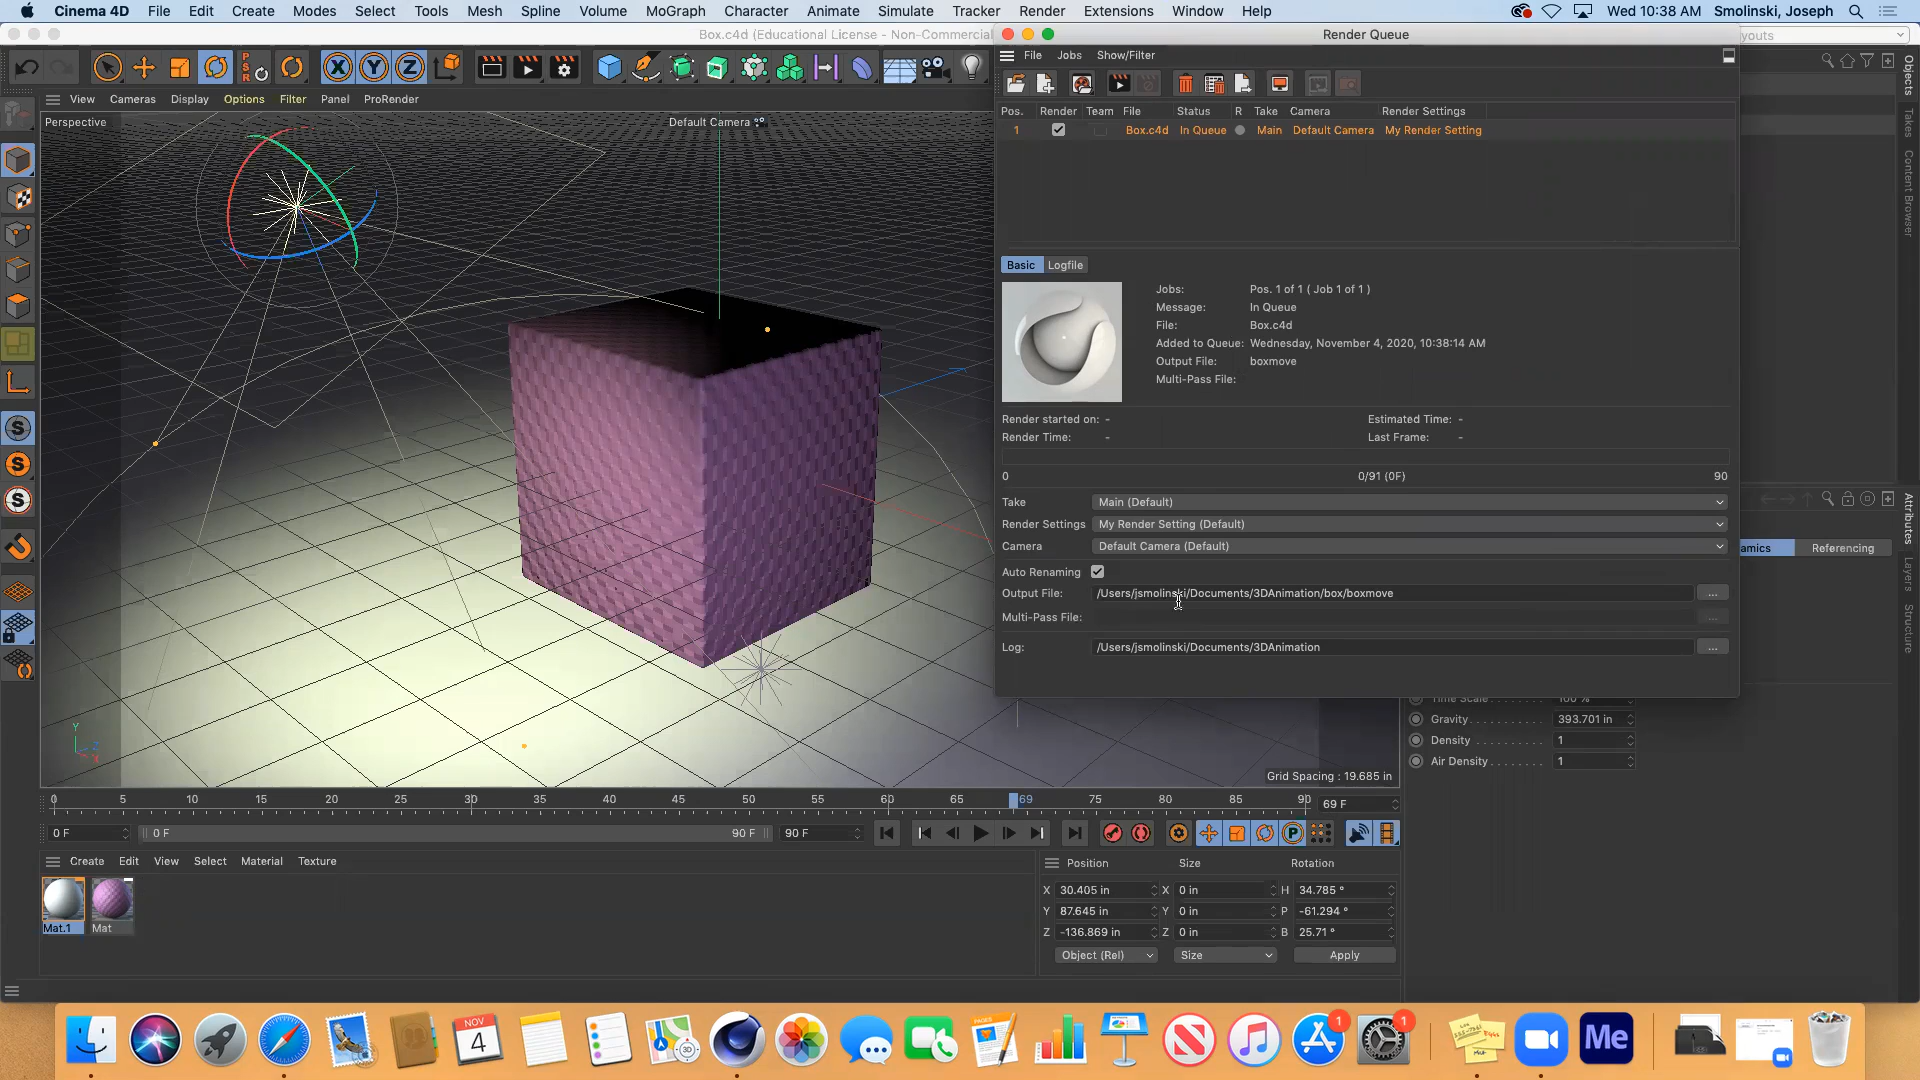 Cinema 4D File Edit Create Modes Select Tools Mesh Spline Volume MoGraph Character Animate Simulate Tracker Render Extensions Window Help Wed 10:38 AM Smolinski, Joseph
Box.c4d (Educational License - Non-Commercial
Render Queue
youts
File Jobs Show/Filter
PSR X Y Z
View Cameras Display Options Filter Panel ProRender
Perspective
Default Camera
Pos. Render Team File Status R Take Camera Render Settings
1 Box.c4d In Queue Main Default Camera My Render Setting
Basic Logfile
Jobs: Pos. 1 of 1 ( Job 1 of 1 )
Message: In Queue
File: Box.c4d
Added to Queue: Wednesday, November 4, 2020, 10:38:14 AM
Output File: boxmove
Multi-Pass File:
Render started on: - Estimated Time: -
Render Time: - Last Frame: -
0 0/91 (0F) 90
Take Main (Default)
Render Settings My Render Setting (Default)
Camera Default Camera (Default)
Auto Renaming
Output File: /Users/jsmolinski/Documents/3DAnimation/box/boxmove ...
Multi-Pass File: ...
Log: /Users/jsmolinski/Documents/3DAnimation ...
Objects
Takes
Content Browser
Attributes
Layers
Structure
amics Referencing
Time Scale 100 %
Gravity 393.701 in
Density 1
Air Density 1
Y
Z
X
Grid Spacing : 19.685 in
0 5 10 15 20 25 30 35 40 45 50 55 60 65 69 75 80 85 90 69 F
0 F 0 F 90 F 90 F
P
Create Edit View Select Material Texture
Mat.1 Mat
Position Size Rotation
X 30.405 in X 0 in H 34.785 °
Y 87.645 in Y 0 in P -61.294 °
Z -136.869 in Z 0 in B 25.71 °
Object (Rel) Size Apply
NOV
4
3D
1
1
Me